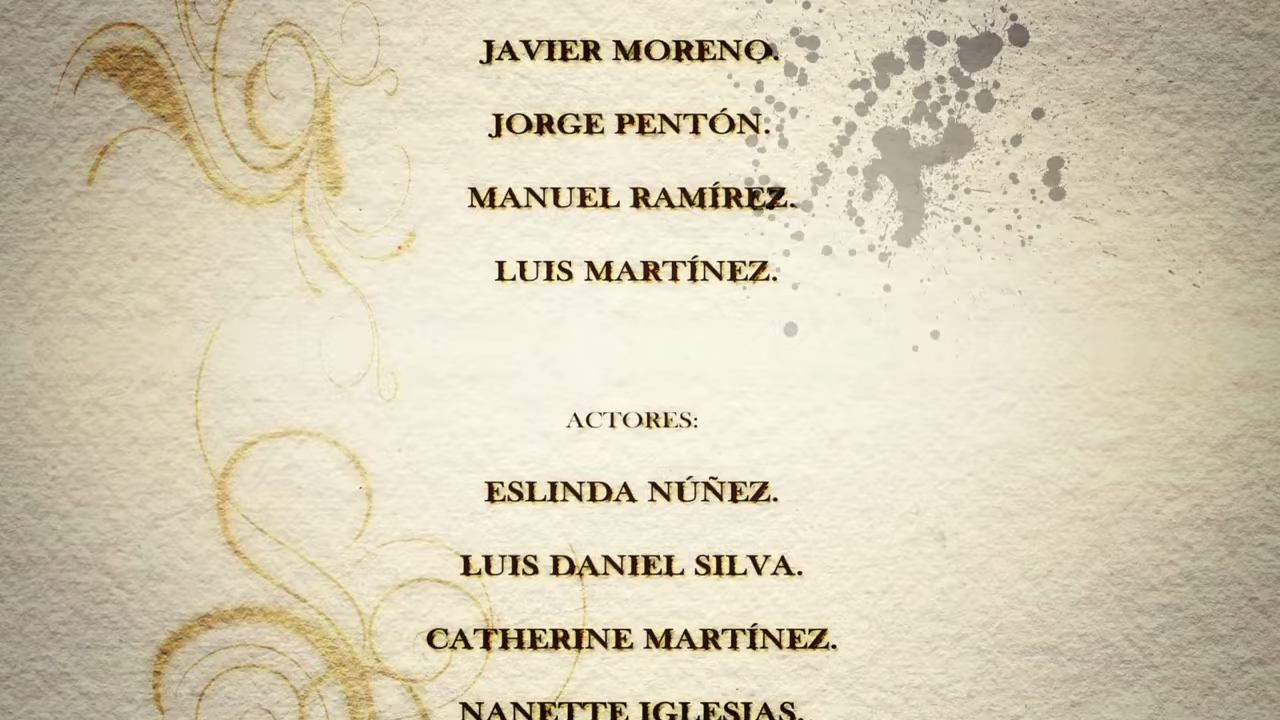 JAVIER MORENO.
JORGE PENTÓN.
MANUEL RAMÍREZ.
LUIS MARTÍNEZ.
ACTORES:
ESLINDA NÚÑEZ.
LUIS DANIEL SILVA.
CATHERINE MARTÍNEZ.
NANETTE IGLESIAS.